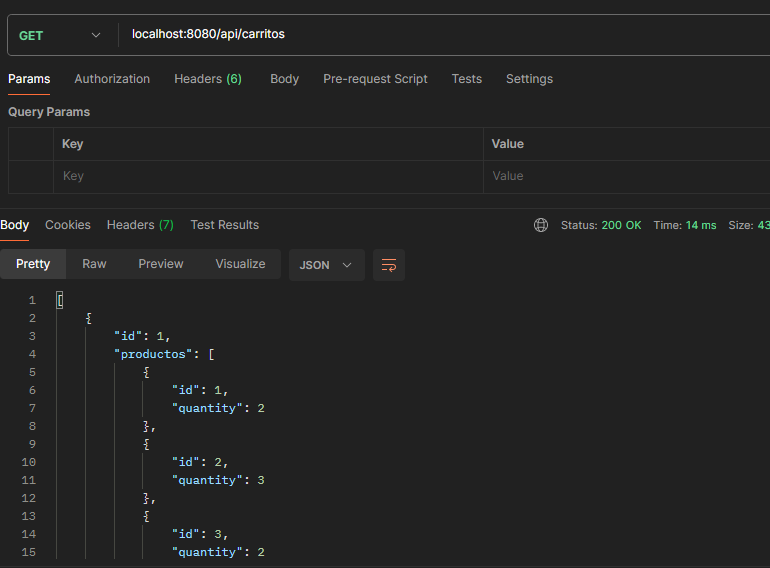 GET localhost:8080/api/carritos
Params Authorization Headers (6) Body Pre-request Script Tests Settings
Query Params
Key Value
Key Value
Body Cookies Headers (7) Test Results Status: 200 OK Time: 14 ms Size: 43
Pretty Raw Preview Visualize JSON
1 [
2 {
3 "id": 1,
4 "productos": [
5 {
6 "id": 1,
7 "quantity": 2
8 },
9 {
10 "id": 2,
11 "quantity": 3
12 },
13 {
14 "id": 3,
15 "quantity": 2